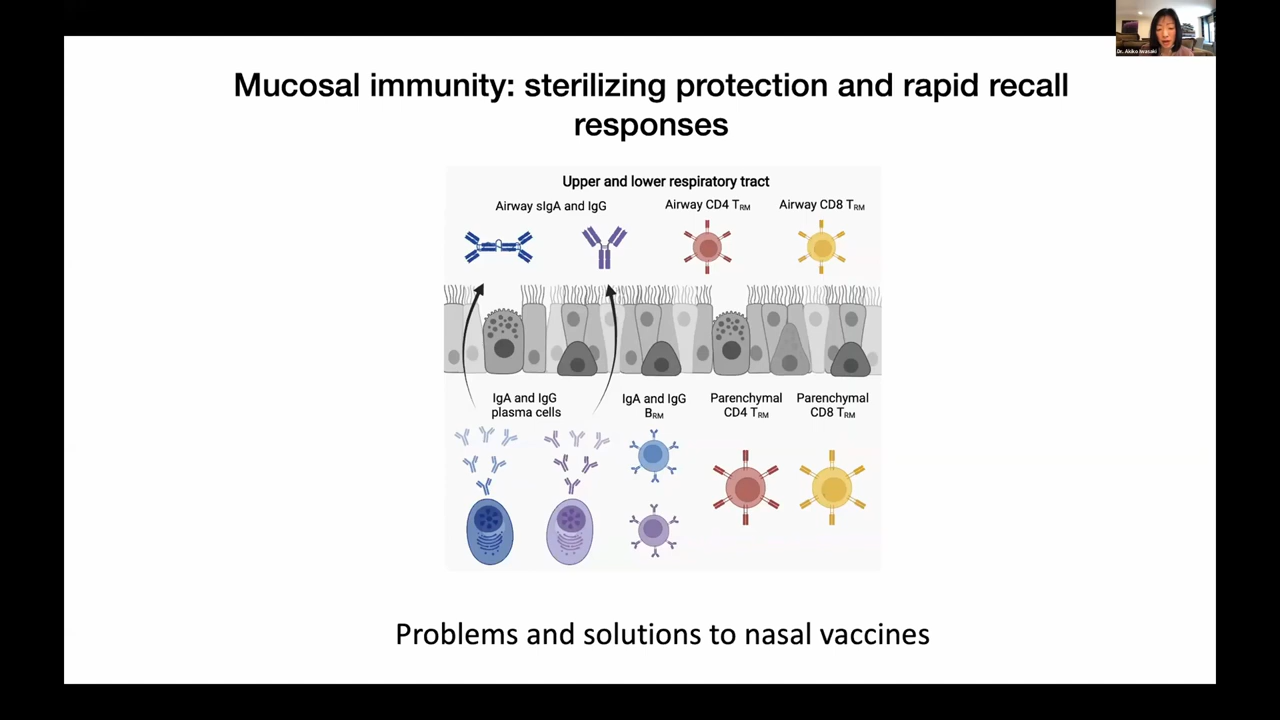 Dr. Akiko Iwasaki
Mucosal immunity: sterilizing protection and rapid recall
responses
Upper and lower respiratory tract
Airway sIgA and IgG
Airway CD4 TRM
Airway CD8 TRM
IgA and IgG
plasma cells
IgA and IgG
BRM
Parenchymal
CD4 TRM
Parenchymal
CD8 TRM
Problems and solutions to nasal vaccines